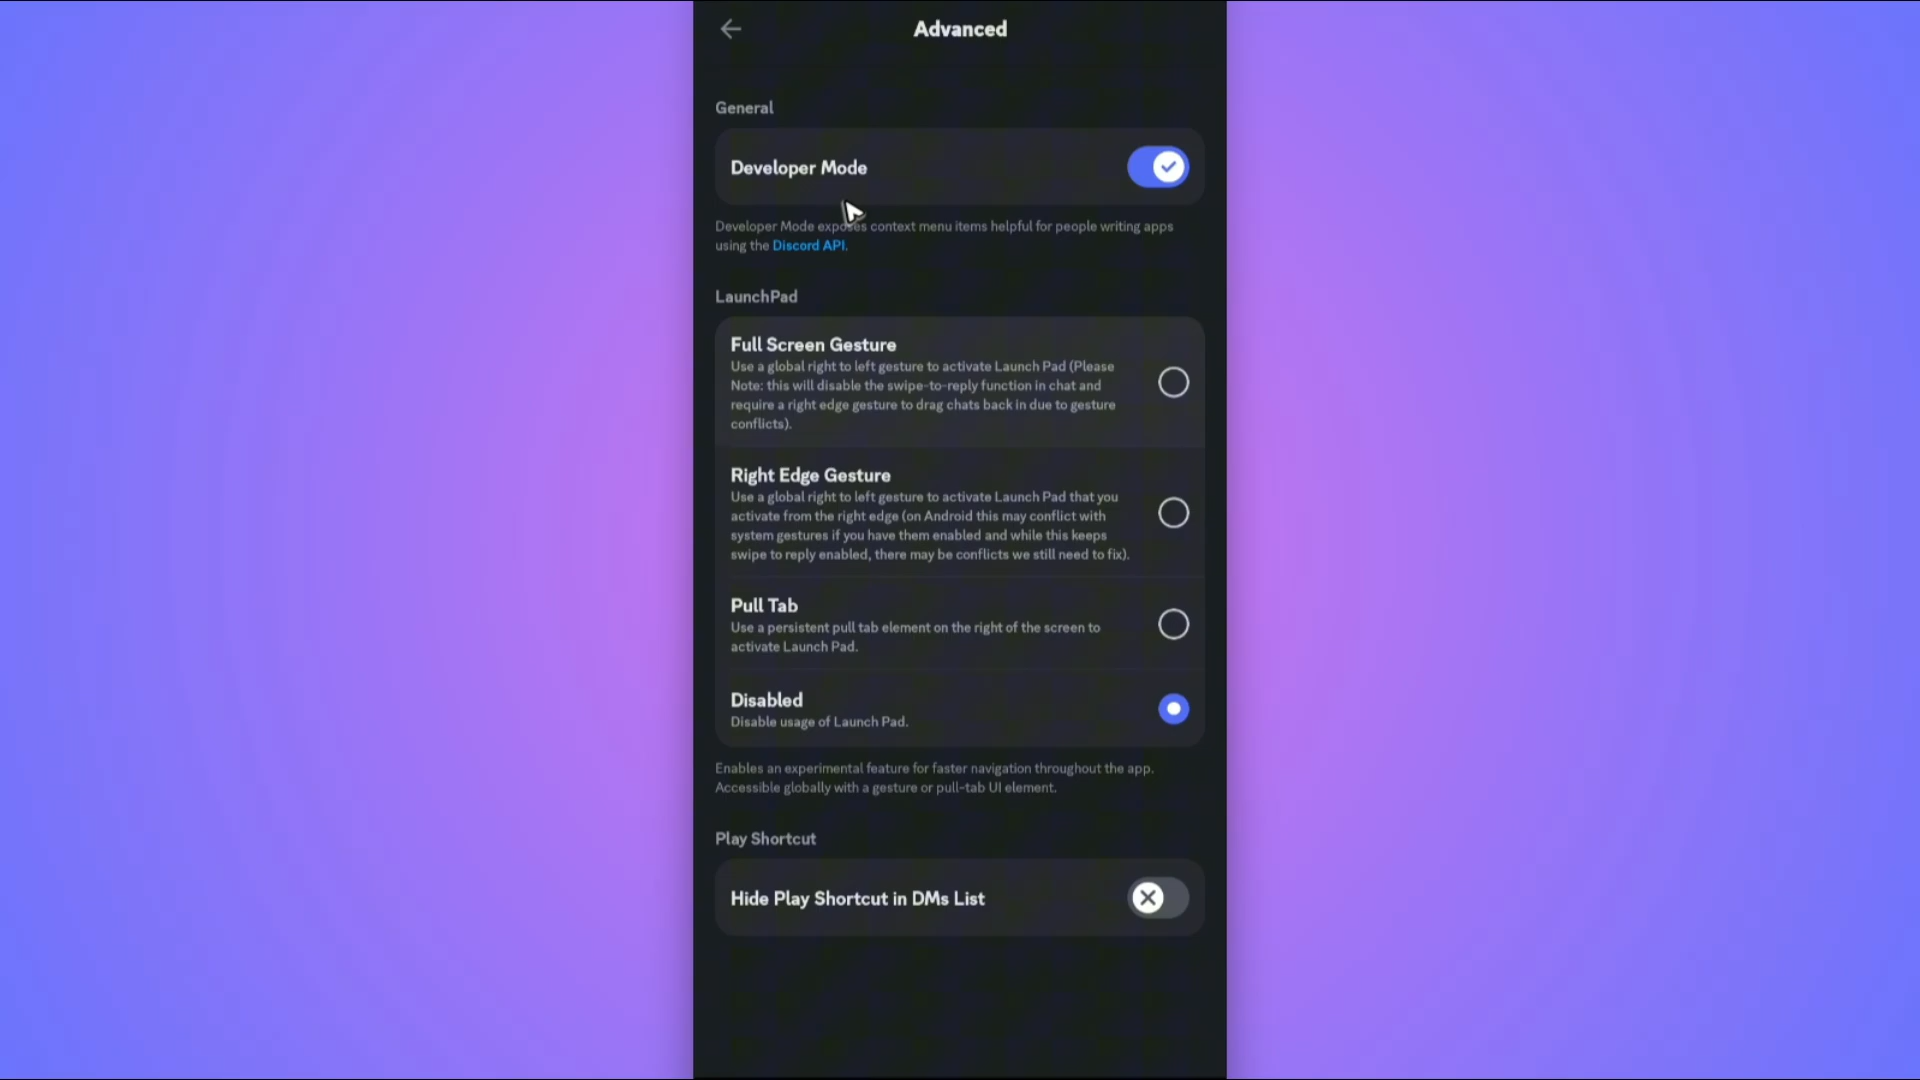 Advanced
General
Developer Mode
Developer Mode exposes context menu items helpful for people writing apps
using the Discord API.
LaunchPad
Full Screen Gesture
Use a global right to left gesture to activate Launch Pad (Please
Note: this will disable the swipe-to-reply function in chat and
require a right edge gesture to drag chats back in due to gesture
conflicts).
Right Edge Gesture
Use a global right to left gesture to activate Launch Pad that you
activate from the right edge (on Android this may conflict with
system gestures if you have them enabled and while this keeps
swipe to reply enabled, there may be conflicts we still need to fix).
Pull Tab
Use a persistent pull tab element on the right of the screen to
activate Launch Pad.
Disabled
Disable usage of Launch Pad.
Enables an experimental feature for faster navigation throughout the app.
Accessible globally with a gesture or pull-tab UI element.
Play Shortcut
Hide Play Shortcut in DMs List